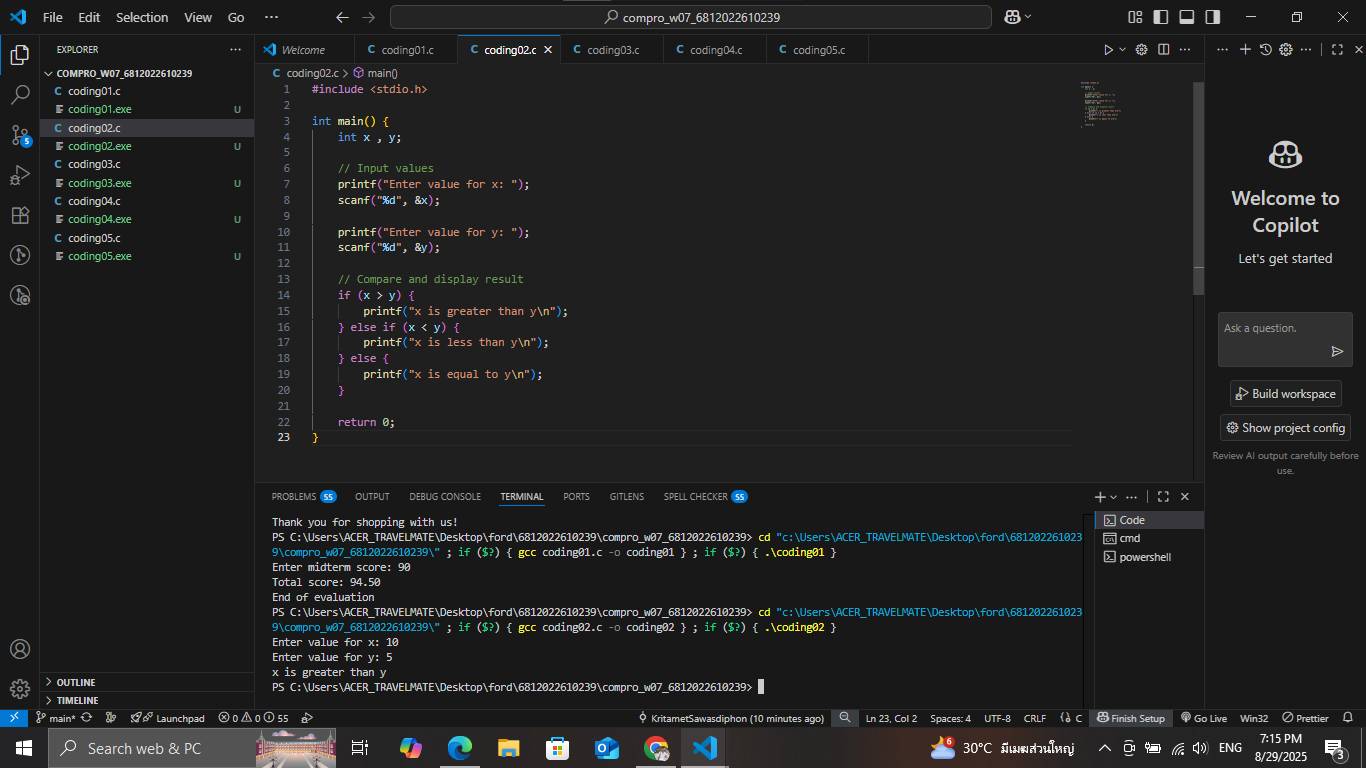 File Edit Selection View Go ··· compro_w07_6812022610239
EXPLORER ···
COMPRO_W07_6812022610239
coding01.c
coding01.exe U
coding02.c
coding02.exe U
coding03.c
coding03.exe U
coding04.c
coding04.exe U
coding05.c
coding05.exe U
OUTLINE
TIMELINE
5
Welcome coding01.c coding02.c coding03.c coding04.c coding05.c
coding02.c > main()
1 #include <stdio.h>
2
3 int main() {
4 int x , y;
5
6 // Input values
7 printf("Enter value for x: ");
8 scanf("%d", &x);
9
10 printf("Enter value for y: ");
11 scanf("%d", &y);
12
13 // Compare and display result
14 if (x > y) {
15 printf("x is greater than y\n");
16 } else if (x < y) {
17 printf("x is less than y\n");
18 } else {
19 printf("x is equal to y\n");
20 }
21
22 return 0;
23 }
Welcome to
Copilot
Let's get started
Ask a question.
Build workspace
Show project config
Review AI output carefully before
use.
PROBLEMS 55 OUTPUT DEBUG CONSOLE TERMINAL PORTS GITLENS SPELL CHECKER 55
Thank you for shopping with us!
PS C:\Users\ACER_TRAVELMATE\Desktop\ford\6812022610239\compro_w07_6812022610239> cd "c:\Users\ACER_TRAVELMATE\Desktop\ford\681202261023
9\compro_w07_6812022610239\" ; if ($?) { gcc coding01.c -o coding01 } ; if ($?) { .\coding01 }
Enter midterm score: 90
Total score: 94.50
End of evaluation
PS C:\Users\ACER_TRAVELMATE\Desktop\ford\6812022610239\compro_w07_6812022610239> cd "c:\Users\ACER_TRAVELMATE\Desktop\ford\681202261023
9\compro_w07_6812022610239\" ; if ($?) { gcc coding02.c -o coding02 } ; if ($?) { .\coding02 }
Enter value for x: 10
Enter value for y: 5
x is greater than y
PS C:\Users\ACER_TRAVELMATE\Desktop\ford\6812022610239\compro_w07_6812022610239>
Code
cmd
powershell
main* Launchpad 0 0 55 KritametSawasdiphon (10 minutes ago) Ln 23, Col 2 Spaces: 4 UTF-8 CRLF {} C Finish Setup Go Live Win32 Prettier
Search web & PC 30°C มีเมฆส่วนใหญ่ ENG 7:15 PM
8/29/2025
3